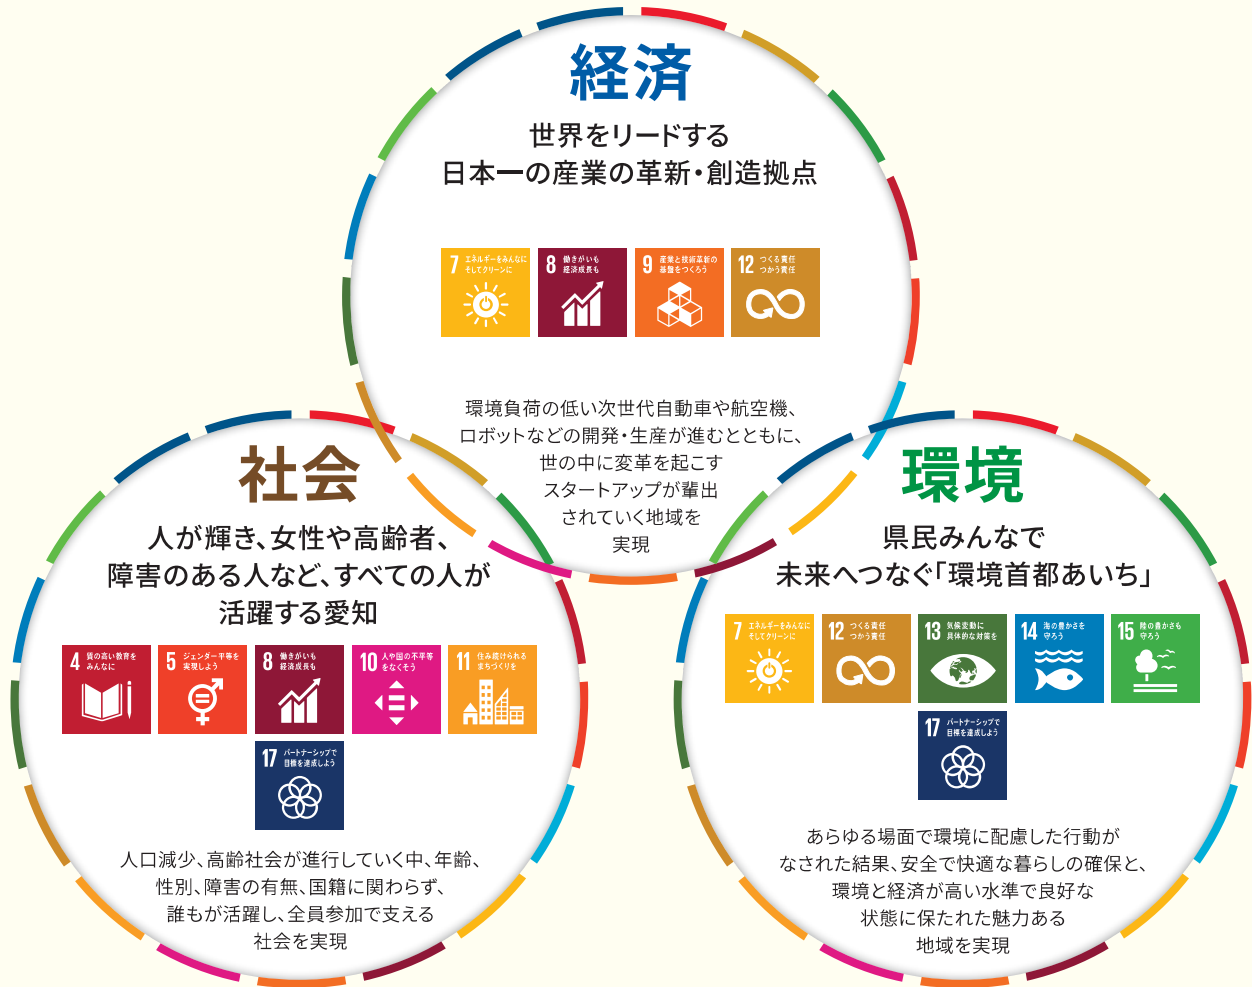 経済
世界をリードする
日本一の産業の革新・創造拠点
7 エネルギーをみんなに
そしてクリーンに
8 働きがいも
経済成長も
9 産業と技術革新の
基盤をつくろう
12 つくる責任
つかう責任
環境負荷の低い次世代自動車や航空機、
ロボットなどの開発・生産が進むとともに、
世の中に変革を起こす
スタートアップが輩出
されていく地域を
実現
社会
人が輝き、女性や高齢者、
障害のある人など、すべての人が
活躍する愛知
4 質の高い教育を
みんなに
5 ジェンダー平等を
実現しよう
8 働きがいも
経済成長も
10 人や国の不平等
をなくそう
11 住み続けられる
まちづくりを
17 パートナーシップで
目標を達成しよう
人口減少、高齢社会が進行していく中、年齢、
性別、障害の有無、国籍に関わらず、
誰もが活躍し、全員参加で支える
社会を実現
環境
県民みんなで
未来へつなぐ「環境首都あいち」
7 エネルギーをみんなに
そしてクリーンに
12 つくる責任
つかう責任
13 気候変動に
具体的な対策を
14 海の豊かさを
守ろう
15 陸の豊かさも
守ろう
17 パートナーシップで
目標を達成しよう
あらゆる場面で環境に配慮した行動が
なされた結果、安全で快適な暮らしの確保と、
環境と経済が高い水準で良好な
状態に保たれた魅力ある
地域を実現